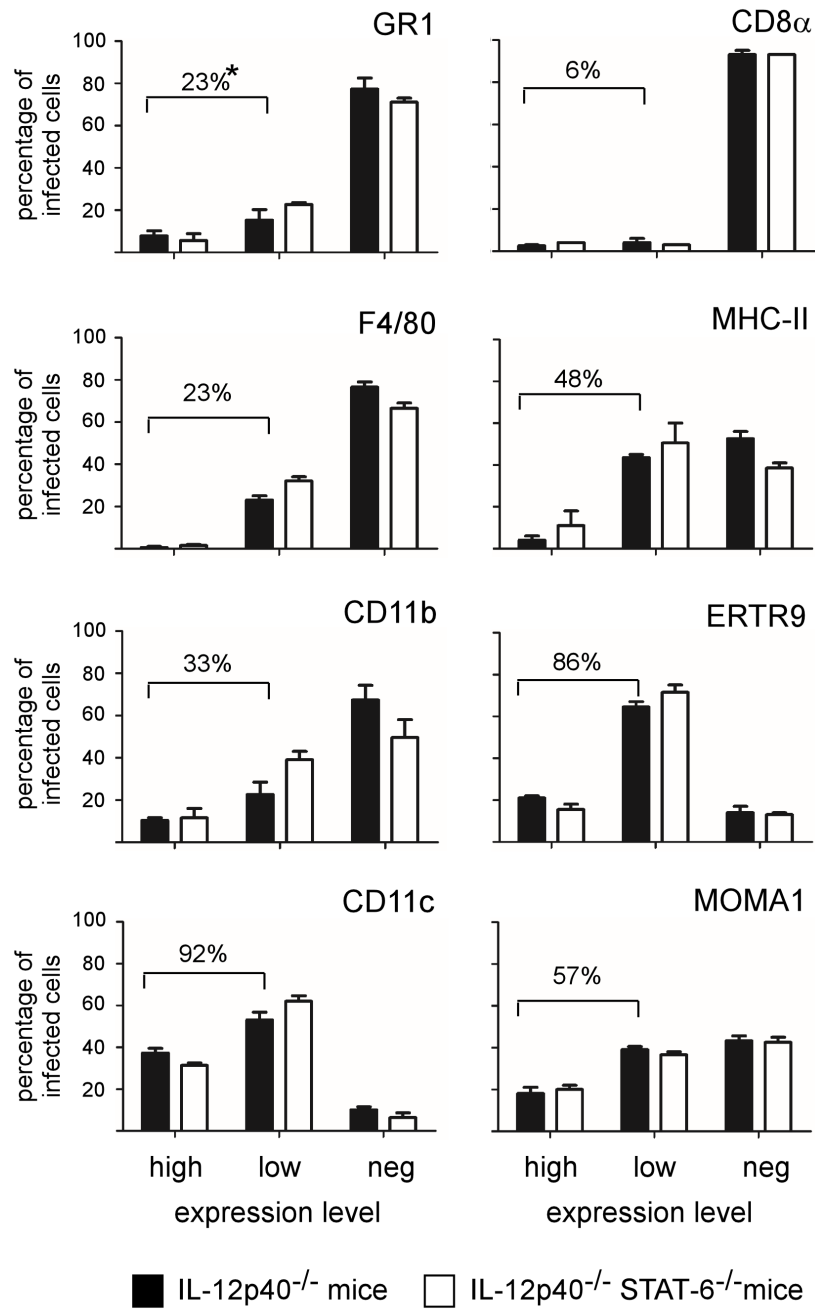 GR1
CD8α
percentage of
infected cells
100
80
60
40
20
23%*
6%
F4/80
MHC-II
percentage of
infected cells
100
80
60
40
20
23%
48%
CD11b
ERTR9
percentage of
infected cells
100
80
60
40
20
33%
86%
CD11c
MOMA1
percentage of
infected cells
100
80
60
40
20
92%
57%
high low neg
high low neg
expression level
expression level
IL-12p40-/- mice
IL-12p40-/- STAT-6-/-mice